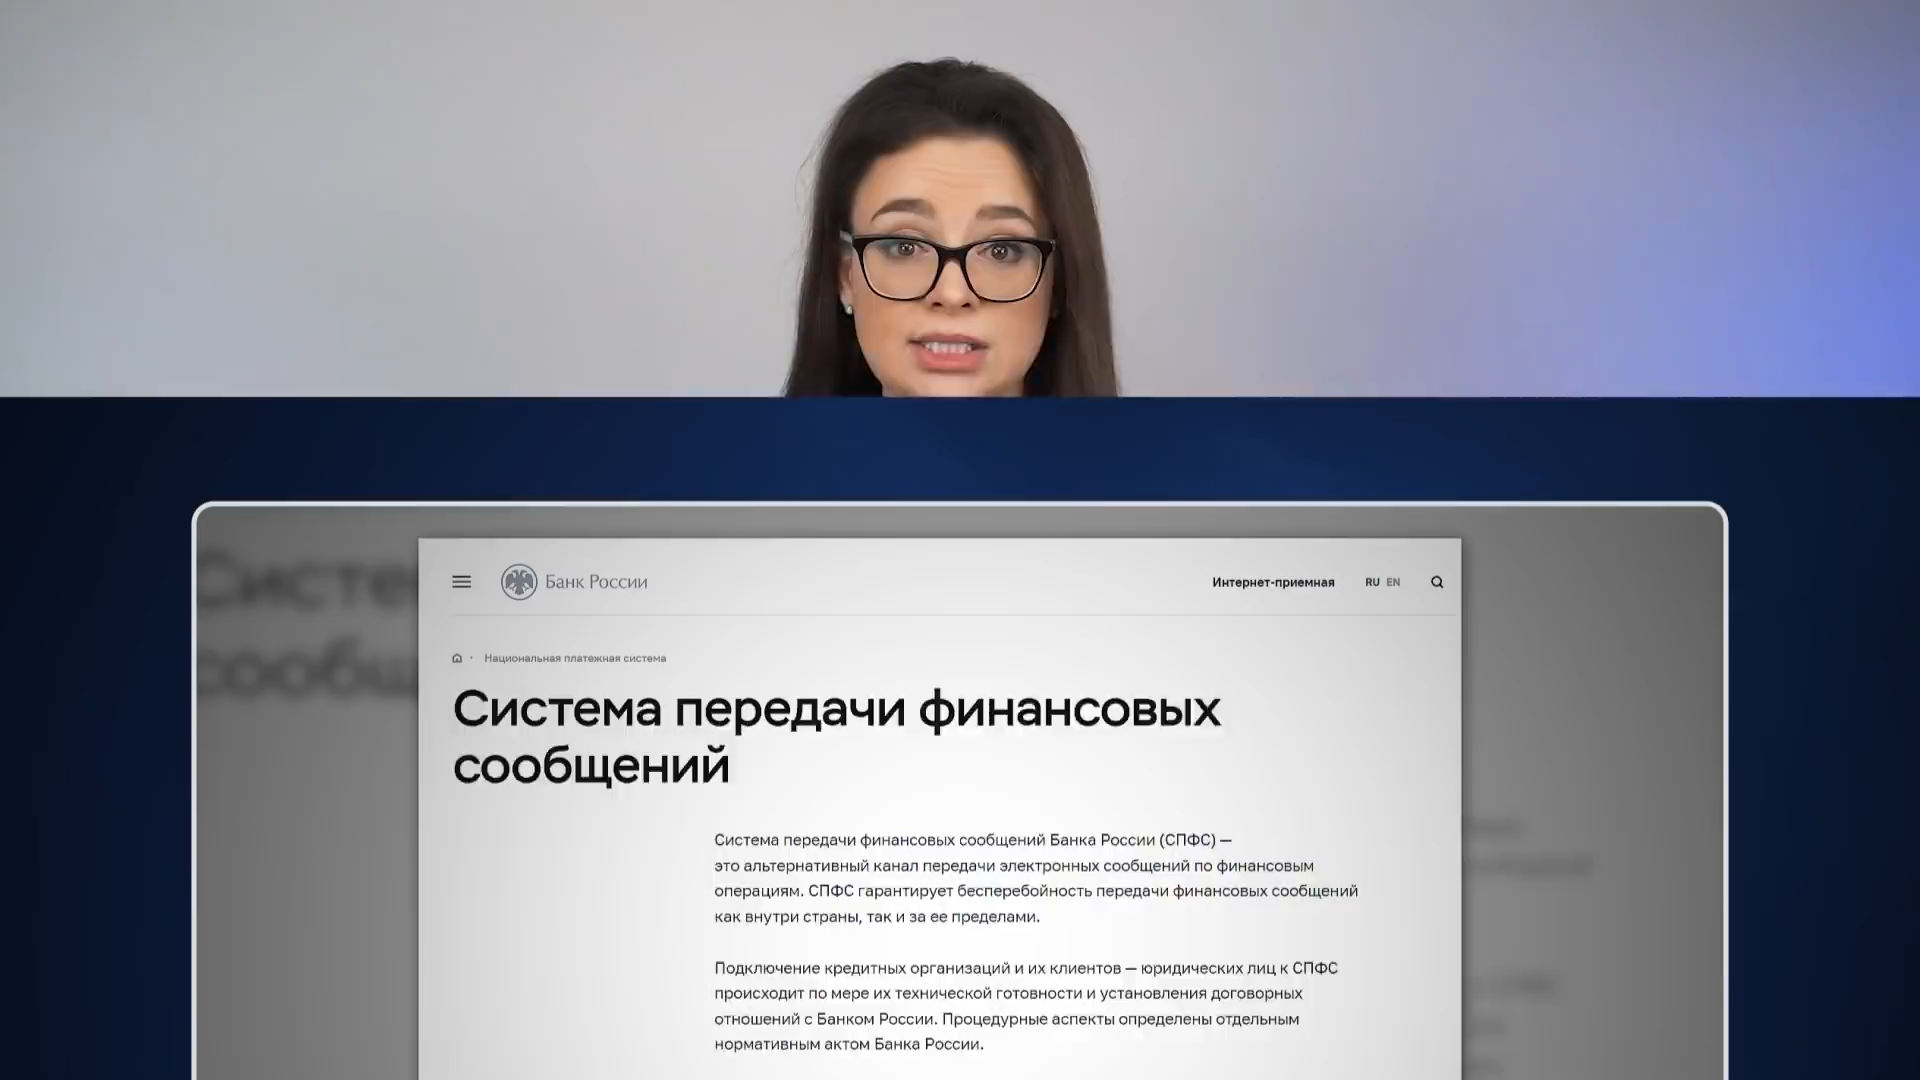 Банк России
Интернет-приемная
RU EN
Национальная платежная система
Система передачи финансовых
сообщений
Система передачи финансовых сообщений Банка России (СПФС) —
это альтернативный канал передачи электронных сообщений по финансовым
операциям. СПФС гарантирует бесперебойность передачи финансовых сообщений
как внутри страны, так и за ее пределами.
Подключение кредитных организаций и их клиентов — юридических лиц к СПФС
происходит по мере их технической готовности и установления договорных
отношений с Банком России. Процедурные аспекты определены отдельным
нормативным актом Банка России.